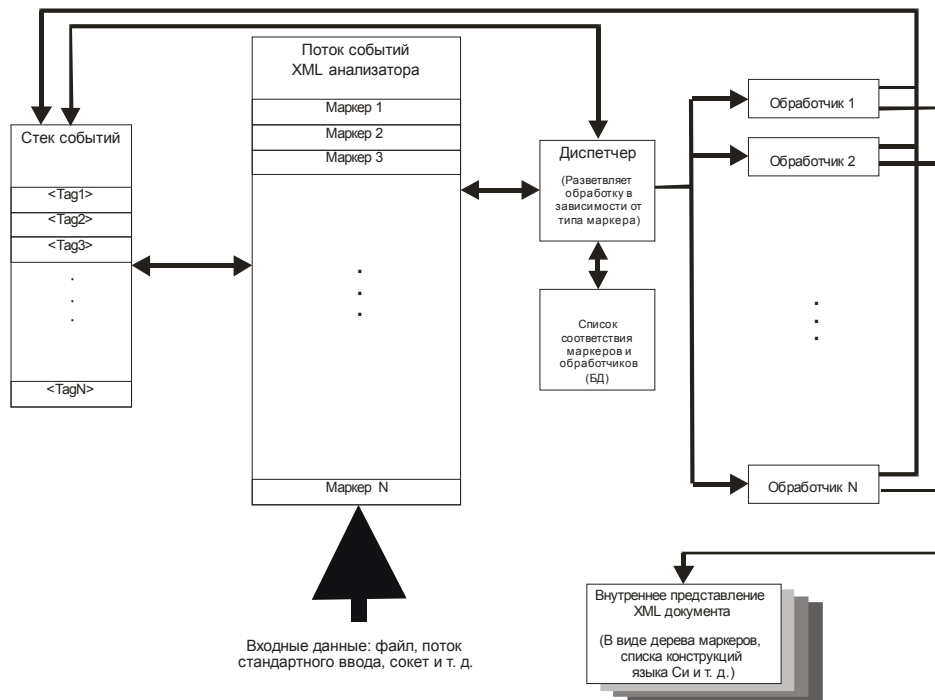 Стек событий
<Tag1>
<Tag2>
<Tag3>
.
.
.
<TagN>
Поток событий
XML анализатора
Маркер 1
Маркер 2
Маркер 3
.
.
.
Маркер N
Входные данные: файл, поток
стандартного ввода, сокет и т. д.
Диспетчер
(Разветвляет
обработку в
зависимости от
типа маркера)
Список
соответствия
маркеров и
обработчиков
(БД)
Обработчик 1
Обработчик 2
.
.
.
Обработчик N
Внутреннее представление
XML документа
(В виде дерева маркеров,
списка конструкций
языка Си и т. д.)